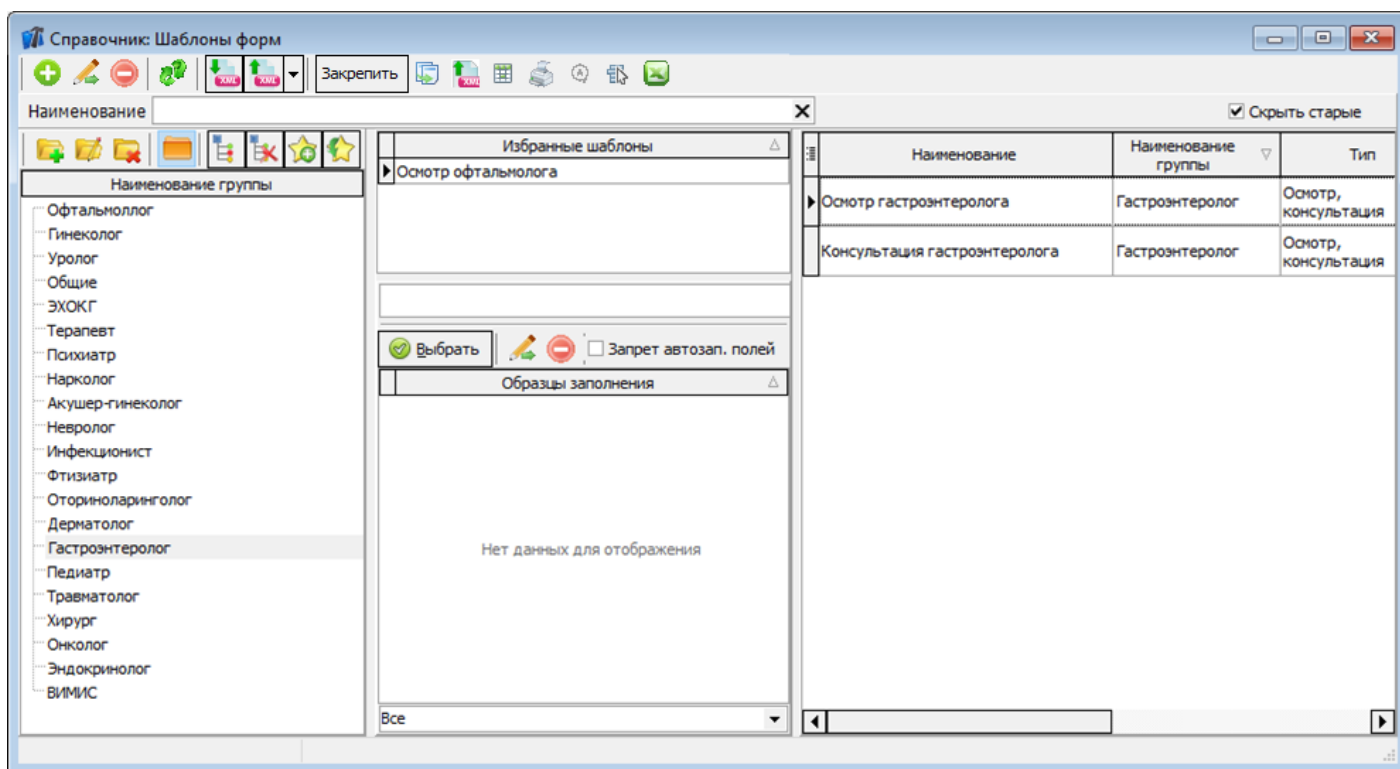 Справочник: Шаблоны форм
XML XML Закрепить XML
Наименование
Скрыть старые
Наименование группы
Офтальмоллог
Гинеколог
Уролог
Общие
ЭХОКГ
Терапевт
Психиатр
Нарколог
Акушер-гинеколог
Невролог
Инфекционист
Фтизиатр
Оториноларинголог
Дерматолог
Гастроэнтеролог
Педиатр
Травматолог
Хирург
Онколог
Эндокринолог
ВИМИС
Избранные шаблоны
Осмотр офтальмолога
Выбрать
Запрет автозап. полей
Образцы заполнения
Нет данных для отображения
Все
Наименование
Наименование
группы
Тип
Осмотр гастроэнтеролога
Гастроэнтеролог
Осмотр,
консультация
Консультация гастроэнтеролога
Гастроэнтеролог
Осмотр,
консультация